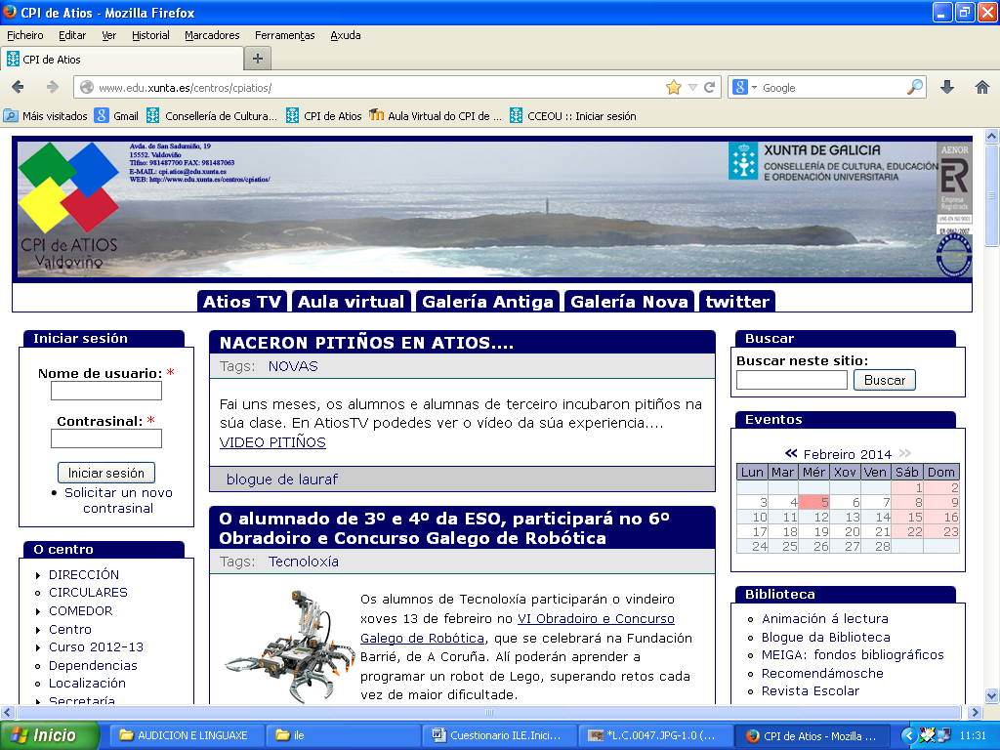 CPI de Atios - Mozilla Firefox
Ficheiro Editar Ver Historial Marcadores Ferramentas Axuda
CPI de Atios
www.edu.xunta.es/centros/cpiatios/
Google
Máis visitados Gmail Consellería de Cultura... CPI de Atios Aula Virtual do CPI de ... CCEOU :: Iniciar sesión
Avda. de San Sadurniño, 19
15552. Valdoviño
Tlfno: 981487700 FAX: 981487063
E-MAIL: cpi.atios@edu.xunta.es
WEB: http://www.edu.xunta.es/centros/cpiatios/
CPI de ATIOS
Valdoviño
XUNTA DE GALICIA
CONSELLERÍA DE CULTURA, EDUCACIÓN
E ORDENACIÓN UNIVERSITARIA
AENOR
ER
Empresa
Registrada
UNE-EN ISO 9001
Atios TV Aula virtual Galería Antiga Galería Nova twitter
Iniciar sesión
Nome de usuario: *
Contrasinal: *
Iniciar sesión
Solicitar un novo
contrasinal
O centro
DIRECCIÓN
CIRCULARES
COMEDOR
Centro
Curso 2012-13
Dependencias
Localización
Secretaría
NACERON PITIÑOS EN ATIOS....
Tags: NOVAS
Fai uns meses, os alumnos e alumnas de terceiro incubaron pitiños na
súa clase. En AtiosTV podedes ver o vídeo da súa experiencia....
VIDEO PITIÑOS
blogue de lauraf
O alumnado de 3º e 4º da ESO, participará no 6º
Obradoiro e Concurso Galego de Robótica
Tags: Tecnoloxía
Os alumnos de Tecnoloxía participarán o vindeiro
xoves 13 de febreiro no VI Obradoiro e Concurso
Galego de Robótica, que se celebrará na Fundación
Barrié, de A Coruña. Alí poderán aprender a
programar un robot de Lego, superando retos cada
vez de maior dificultade.
Buscar
Buscar neste sitio:
Buscar
Eventos
« Febreiro 2014 »
Lun Mar Mér Xov Ven Sáb Dom
1 2
3 4 5 6 7 8 9
10 11 12 13 14 15 16
17 18 19 20 21 22 23
24 25 26 27 28
Biblioteca
Animación á lectura
Blogue da Biblioteca
MEIGA: fondos bibliográficos
Recomendámosche
Revista Escolar
Inicio AUDICION E LINGUAXE ile Cuestionario ILE.Inici... *L.C.0047.JPG-1.0 (... CPI de Atios - Mozilla ... 11:31